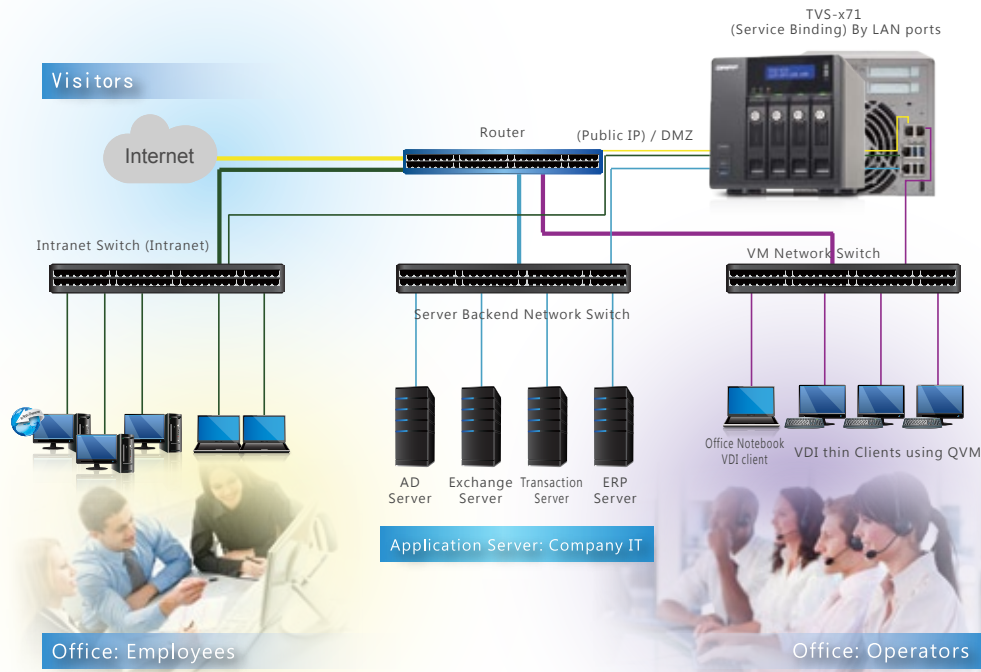 TVS-x71
(Service Binding) By LAN ports
Visitors
Router
(Public IP) / DMZ
Internet
Intranet Switch (Intranet)
VM Network Switch
Server Backend Network Switch
Office Notebook
VDI client
VDI thin Clients using QVM
AD
Server
Exchange
Server
Transaction
Server
ERP
Server
Application Server: Company IT
Office: Employees
Office: Operators